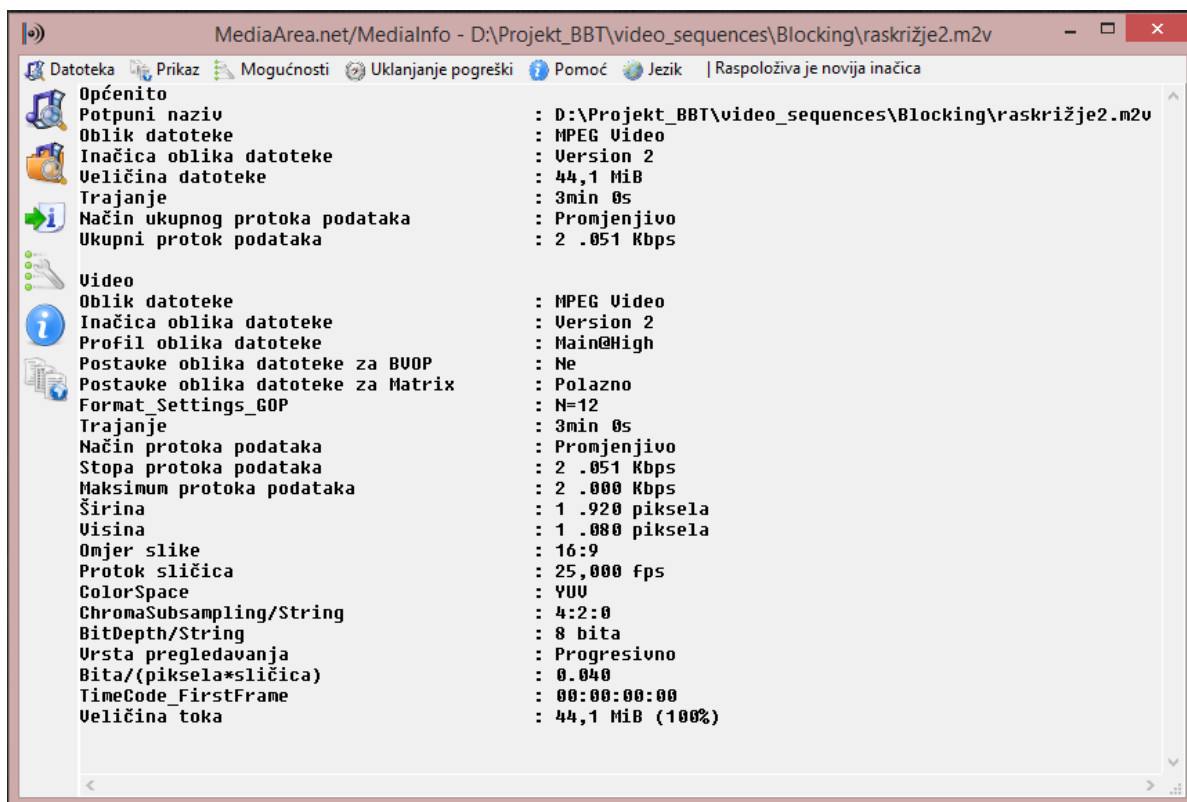 MediaArea.net/MediaInfo - D:\Projekt_BBT\video_sequences\Blocking\raskrižje2.m2v
Datoteka Prikaz Mogućnosti Uklanjanje pogreški Pomoć Jezik | Raspoloživa je novija inačica
Općenito
Potpuni naziv : D:\Projekt_BBT\video_sequences\Blocking\raskrižje2.m2v
Oblik datoteke : MPEG Video
Inačica oblika datoteke : Version 2
Veličina datoteke : 44,1 MiB
Trajanje : 3min 0s
Način ukupnog protoka podataka : Promjenjivo
Ukupni protok podataka : 2 .051 Kbps
Video
Oblik datoteke : MPEG Video
Inačica oblika datoteke : Version 2
Profil oblika datoteke : Main@High
Postavke oblika datoteke za BVOP : Ne
Postavke oblika datoteke za Matrix : Polazno
Format_Settings_GOP : N=12
Trajanje : 3min 0s
Način protoka podataka : Promjenjivo
Stopa protoka podataka : 2 .051 Kbps
Maksimum protoka podataka : 2 .000 Kbps
Širina : 1 .920 piksela
Visina : 1 .080 piksela
Omjer slike : 16:9
Protok sličica : 25,000 fps
ColorSpace : YUV
ChromaSubsampling/String : 4:2:0
BitDepth/String : 8 bita
Vrsta pregledavanja : Progresivno
Bita/(piksela*sličica) : 0.040
TimeCode_FirstFrame : 00:00:00:00
Veličina toka : 44,1 MiB (100%)